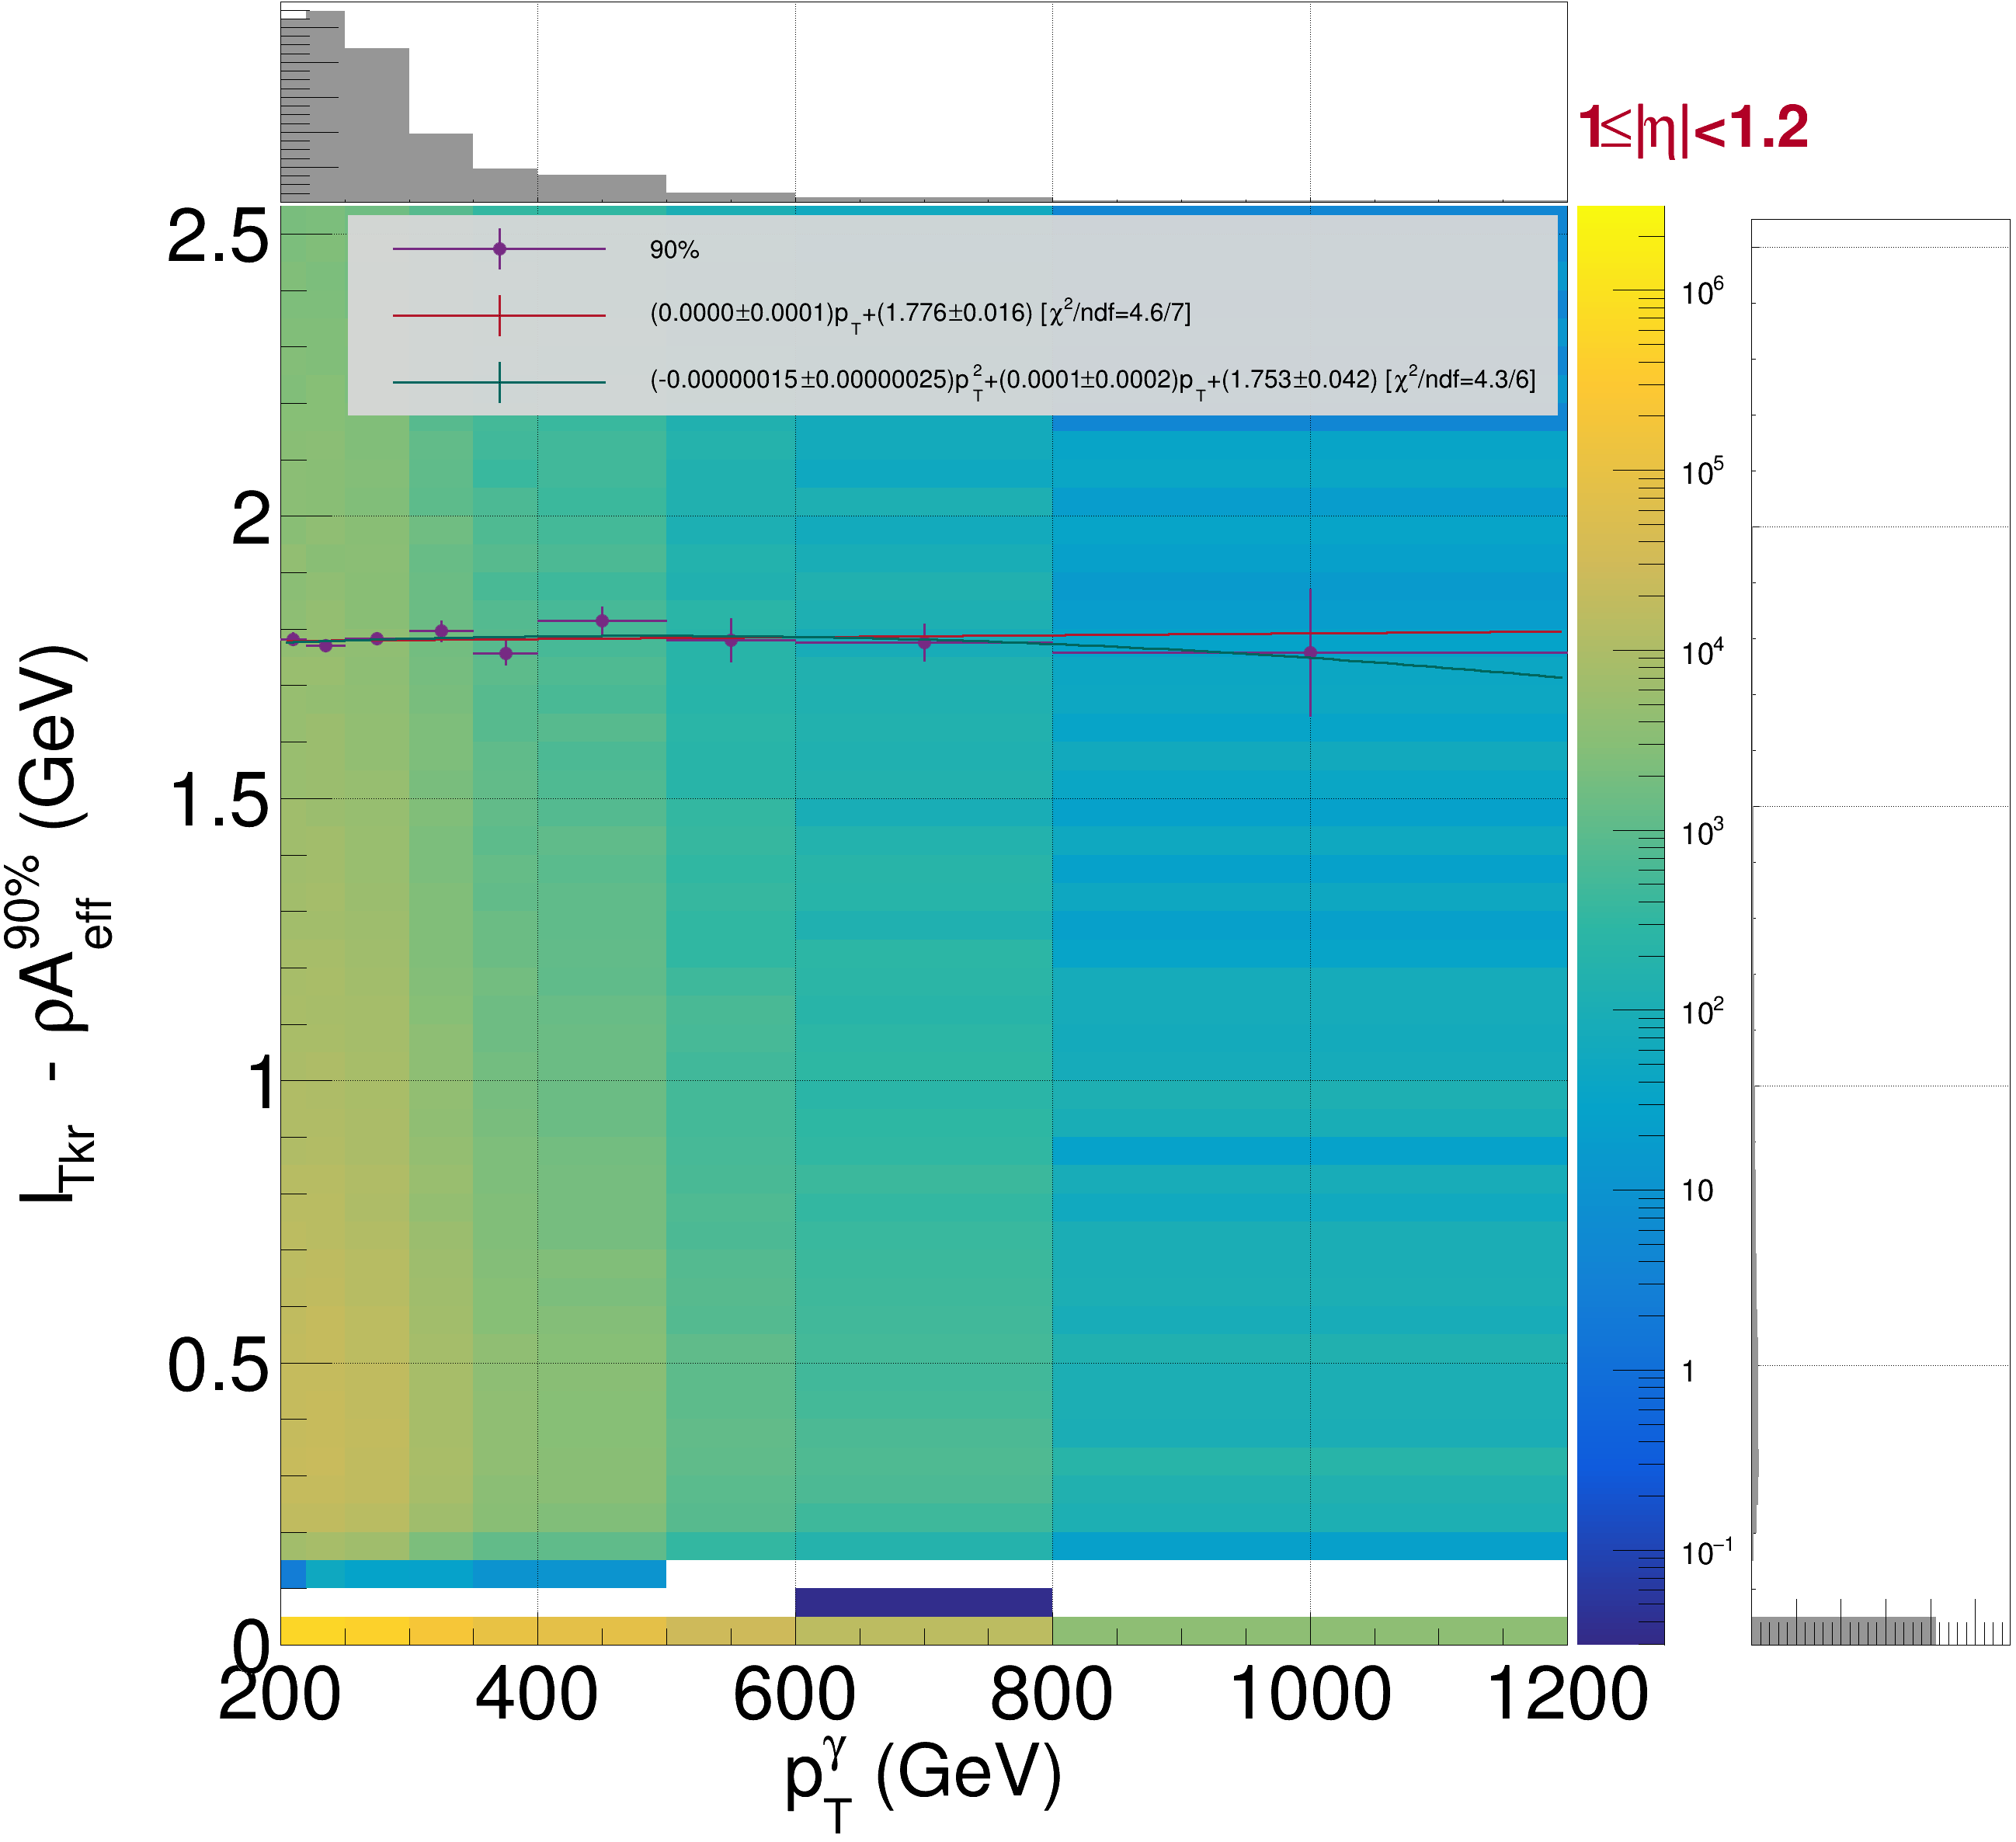 1≤|η|<1.2
90%
(0.0000±0.0001)p_T+(1.776±0.016) [χ²/ndf=4.6/7]
(-0.00000015±0.00000025)p_T²+(0.0001±0.0002)p_T+(1.753±0.042) [χ²/ndf=4.3/6]
2.5
2
1.5
1
0.5
0
I_Tkr - ρA_eff^90% (GeV)
200 400 600 800 1000 1200
p_T^γ (GeV)
10⁶
10⁵
10⁴
10³
10²
10
1
10⁻¹